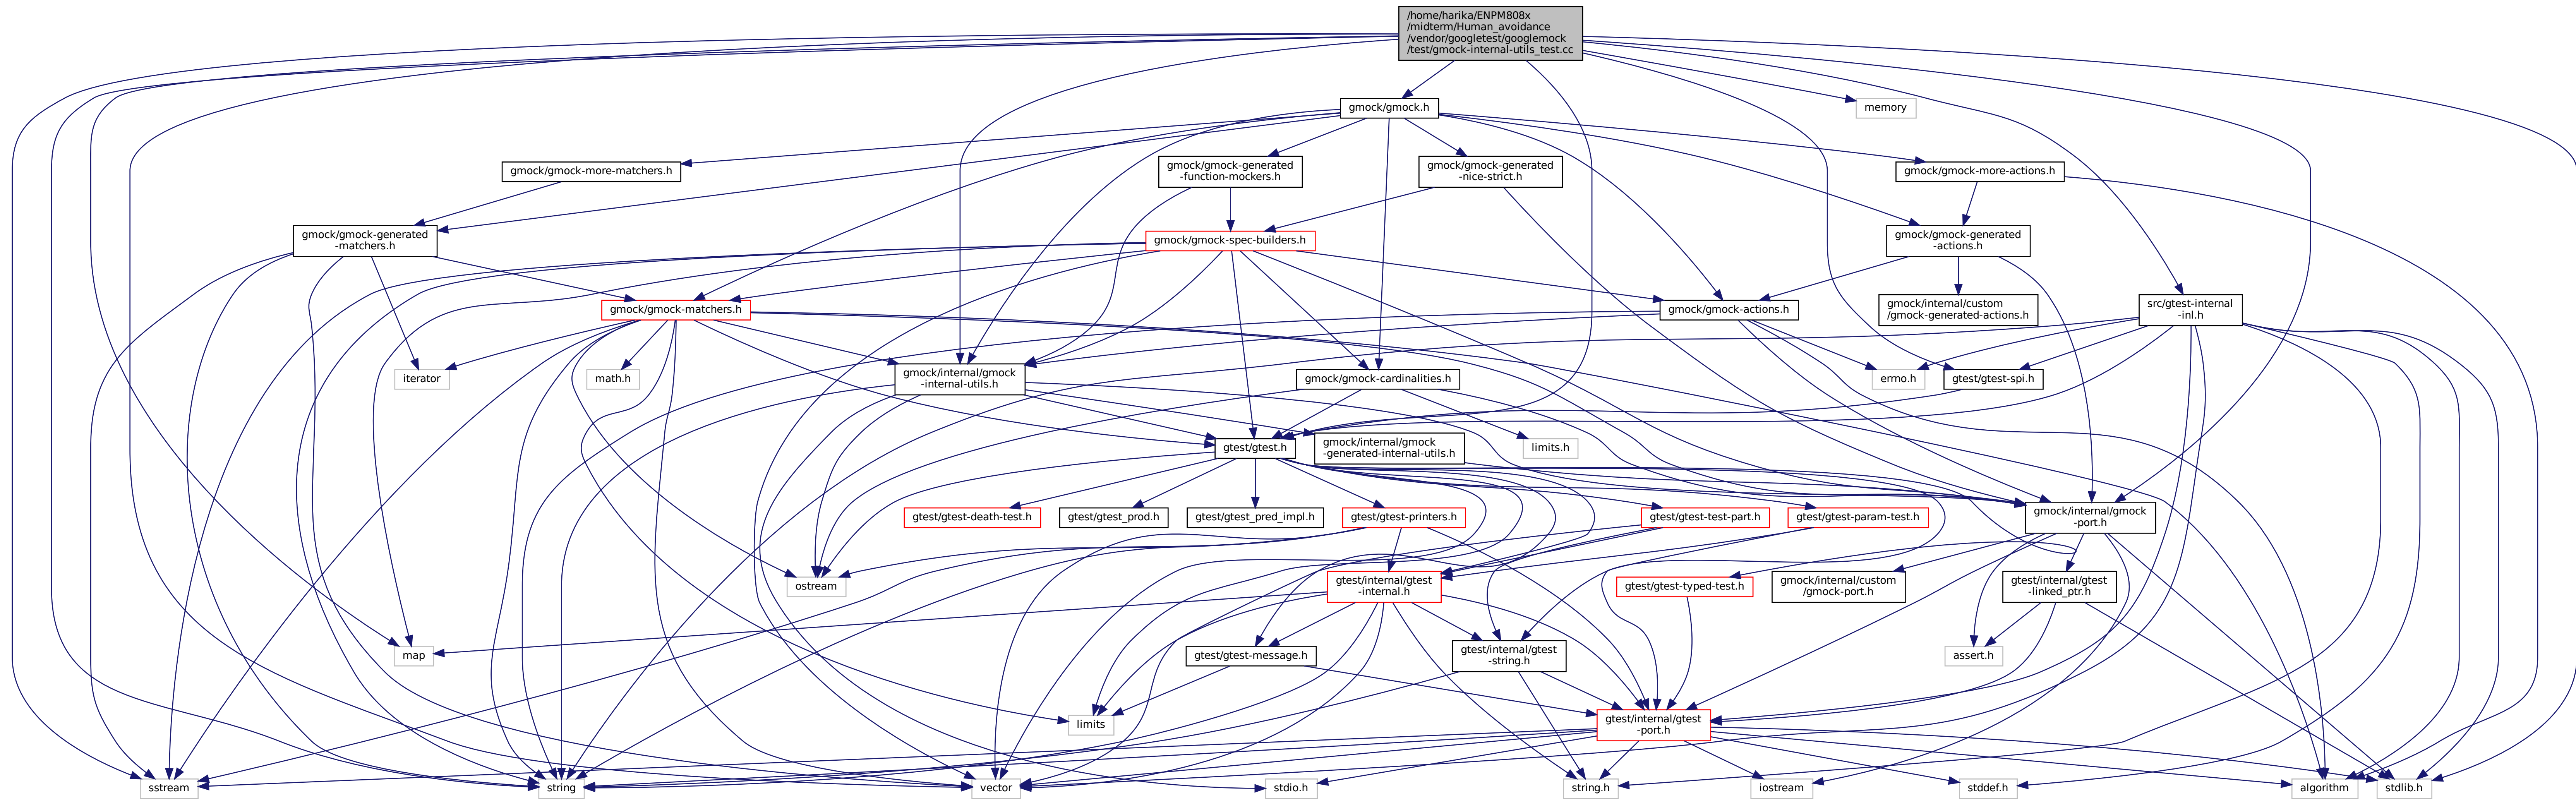 /home/harika/ENPM808x
/midterm/Human_avoidance
/vendor/googletest/googlemock
/test/gmock-internal-utils_test.cc
gmock/gmock.h
memory
gmock/gmock-more-matchers.h
gmock/gmock-generated
-function-mockers.h
gmock/gmock-generated
-nice-strict.h
gmock/gmock-more-actions.h
gmock/gmock-generated
-matchers.h
gmock/gmock-spec-builders.h
gmock/gmock-generated
-actions.h
gmock/gmock-matchers.h
gmock/gmock-actions.h
gmock/internal/custom
/gmock-generated-actions.h
src/gtest-internal
-inl.h
iterator
math.h
gmock/internal/gmock
-internal-utils.h
gmock/gmock-cardinalities.h
errno.h
gtest/gtest-spi.h
gtest/gtest.h
gmock/internal/gmock
-generated-internal-utils.h
limits.h
gtest/gtest-death-test.h
gtest/gtest_prod.h
gtest/gtest_pred_impl.h
gtest/gtest-printers.h
gtest/gtest-test-part.h
gtest/gtest-param-test.h
gmock/internal/gmock
-port.h
ostream
gtest/internal/gtest
-internal.h
gtest/gtest-typed-test.h
gmock/internal/custom
/gmock-port.h
gtest/internal/gtest
-linked_ptr.h
map
gtest/gtest-message.h
gtest/internal/gtest
-string.h
assert.h
limits
gtest/internal/gtest
-port.h
sstream
string
vector
stdio.h
string.h
iostream
stddef.h
algorithm
stdlib.h